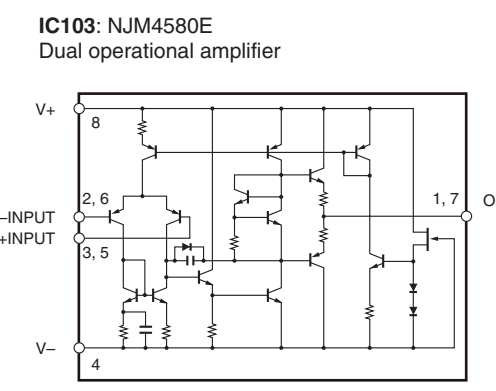 IC103: NJM4580E
Dual operational amplifier
V+
8
2, 6
1, 7
O
–INPUT
+INPUT
3, 5
V–
4